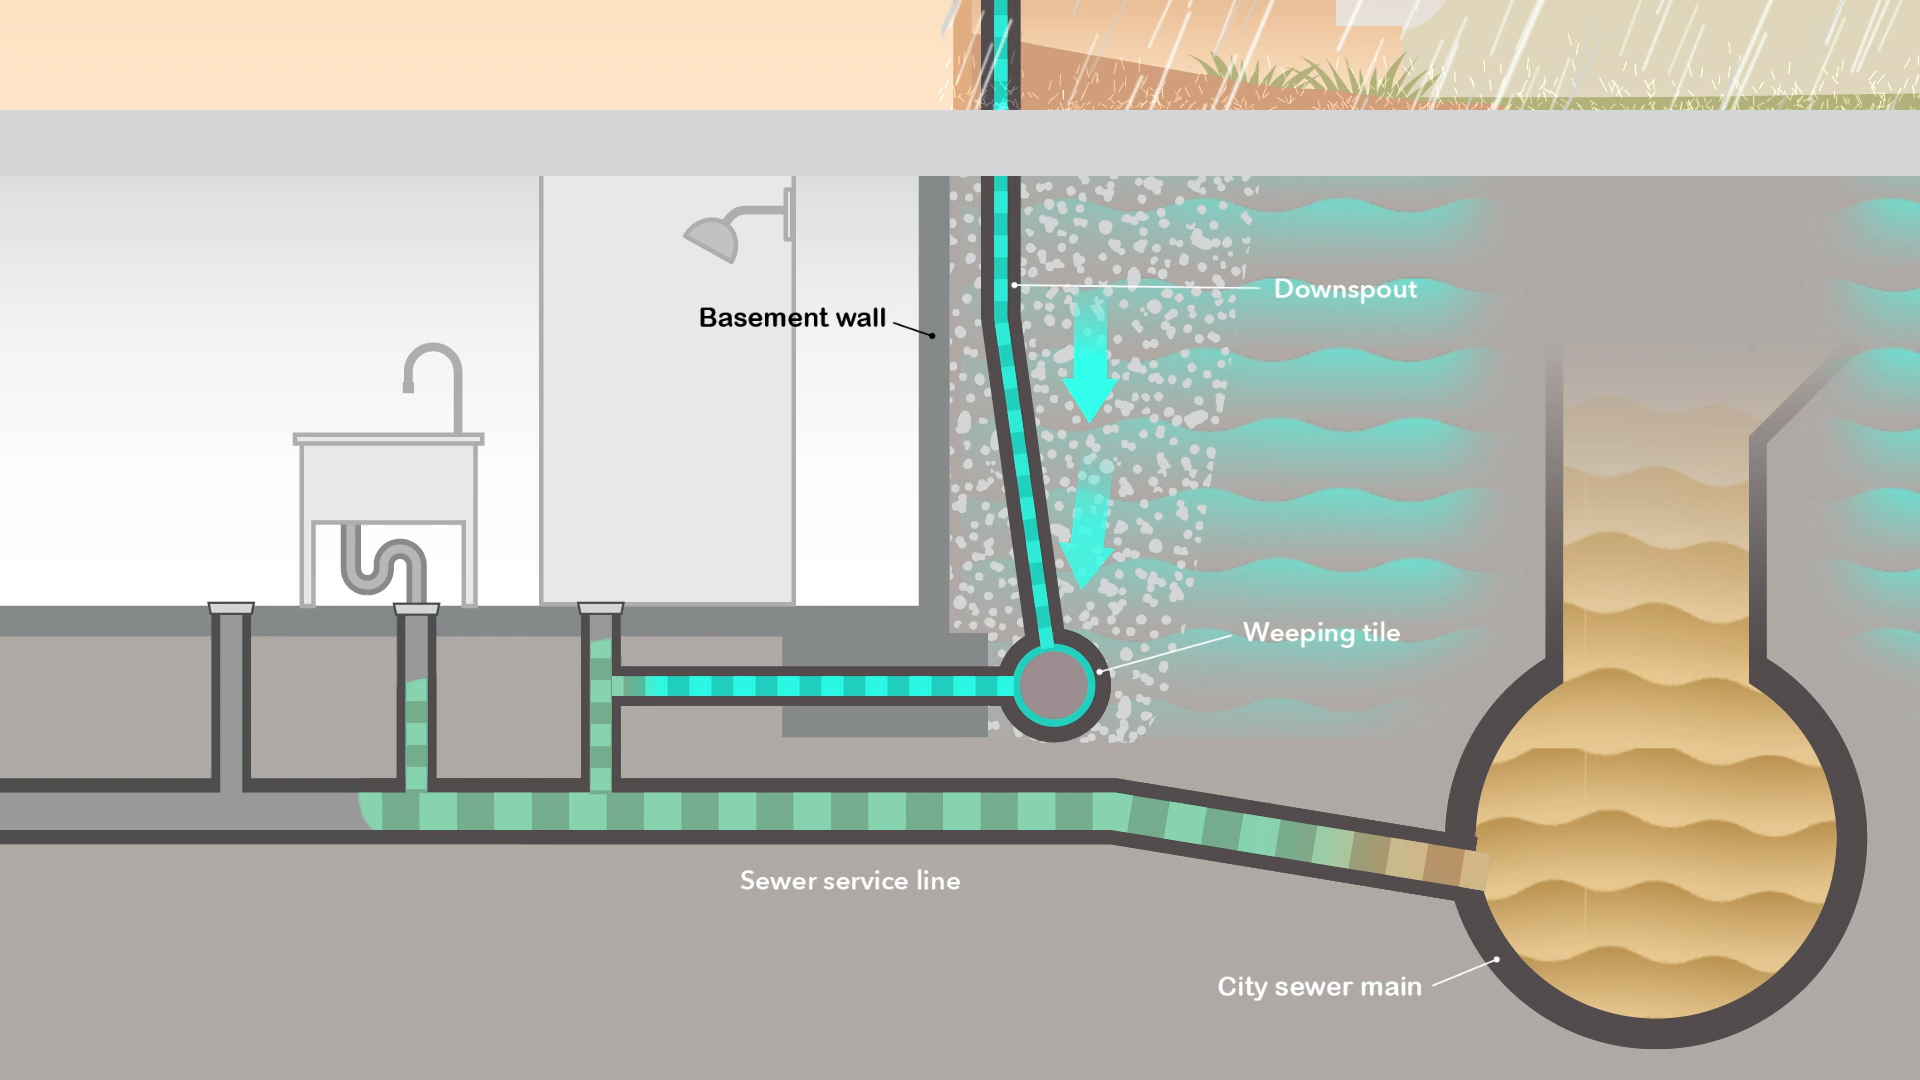 Downspout
Basement wall
Weeping tile
Sewer service line
City sewer main